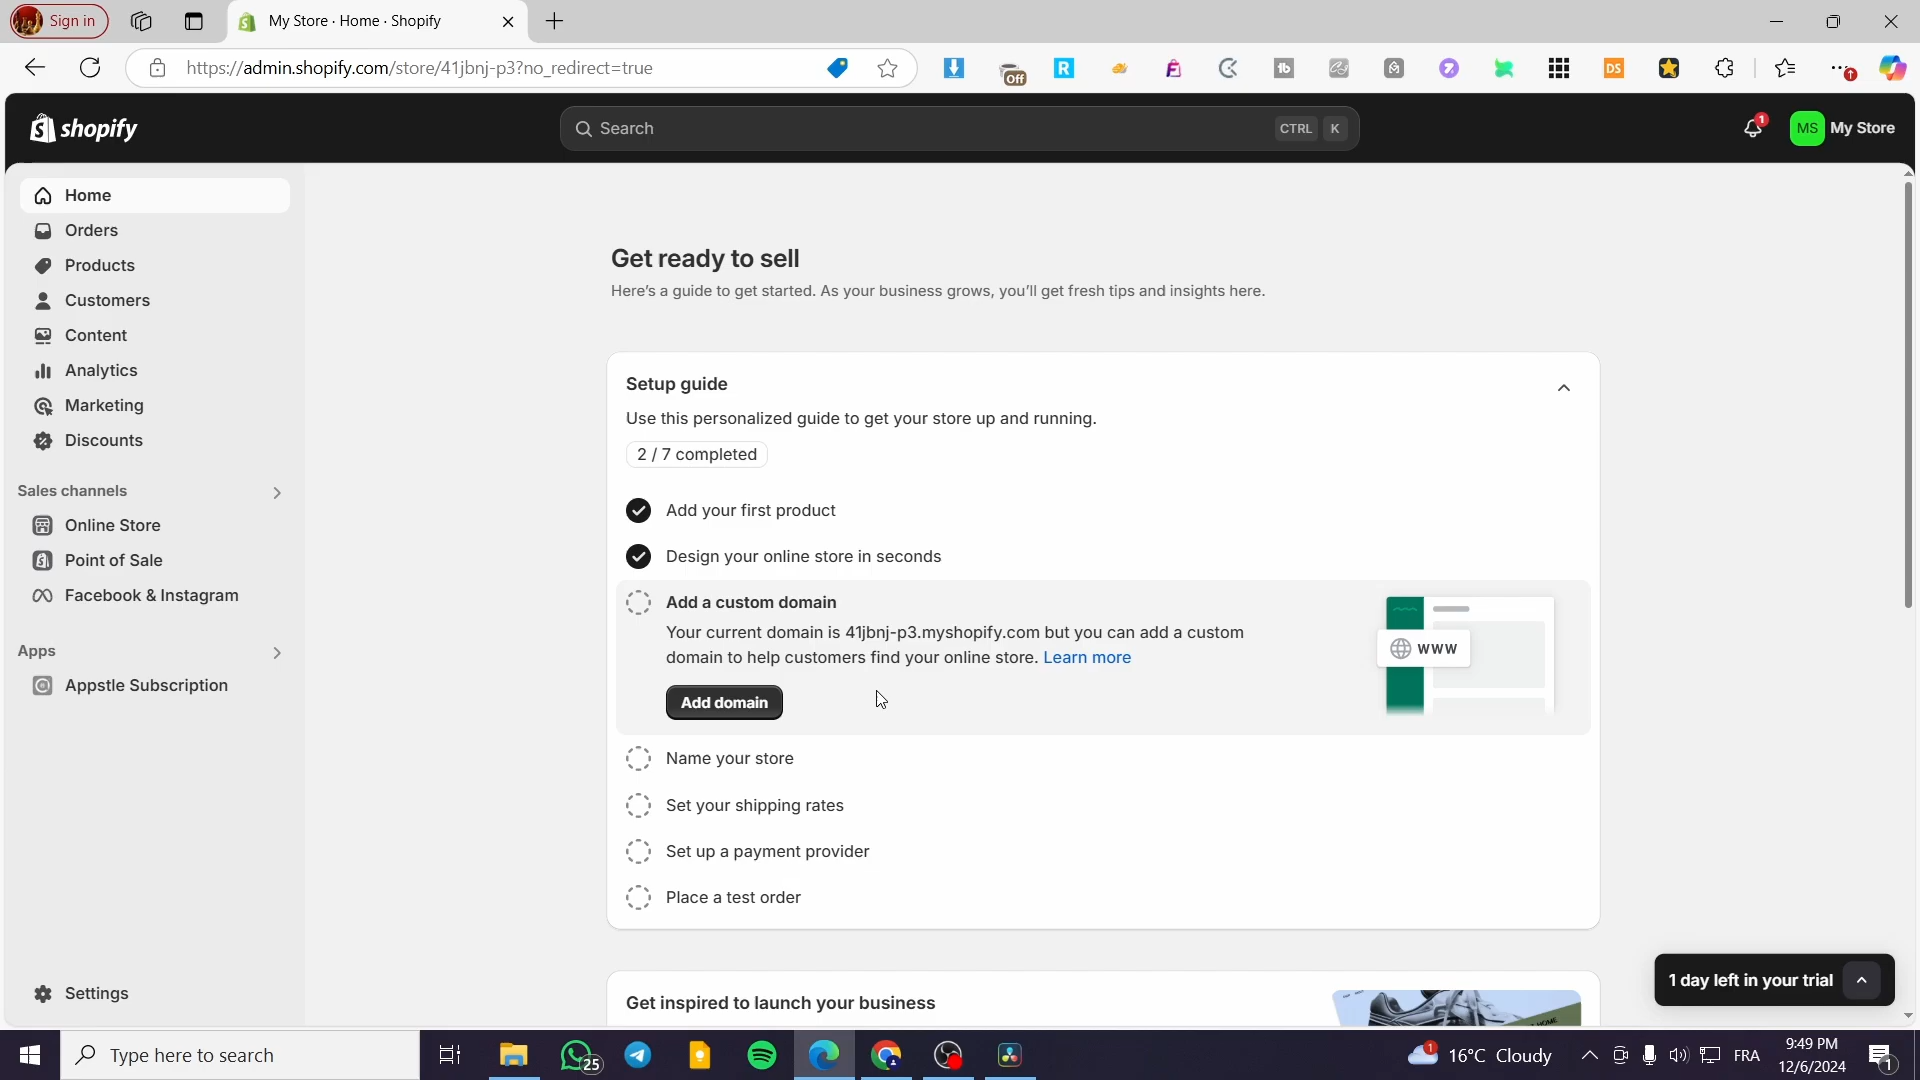 Sign in
My Store · Home · Shopify
https://admin.shopify.com/store/41jbnj-p3?no_redirect=true
Off
R
tb
DS
shopify
Search
CTRL K
1
MS My Store
Home
Orders
Products
Customers
Content
Analytics
Marketing
Discounts
Sales channels
Online Store
Point of Sale
Facebook & Instagram
Apps
Appstle Subscription
Settings
Get ready to sell
Here's a guide to get started. As your business grows, you'll get fresh tips and insights here.
Setup guide
Use this personalized guide to get your store up and running.
2 / 7 completed
Add your first product
Design your online store in seconds
Add a custom domain
Your current domain is 41jbnj-p3.myshopify.com but you can add a custom
domain to help customers find your online store. Learn more
Add domain
www
Name your store
Set your shipping rates
Set up a payment provider
Place a test order
Get inspired to launch your business
1 day left in your trial
Type here to search
25
1
16°C Cloudy
FRA
9:49 PM
12/6/2024
1